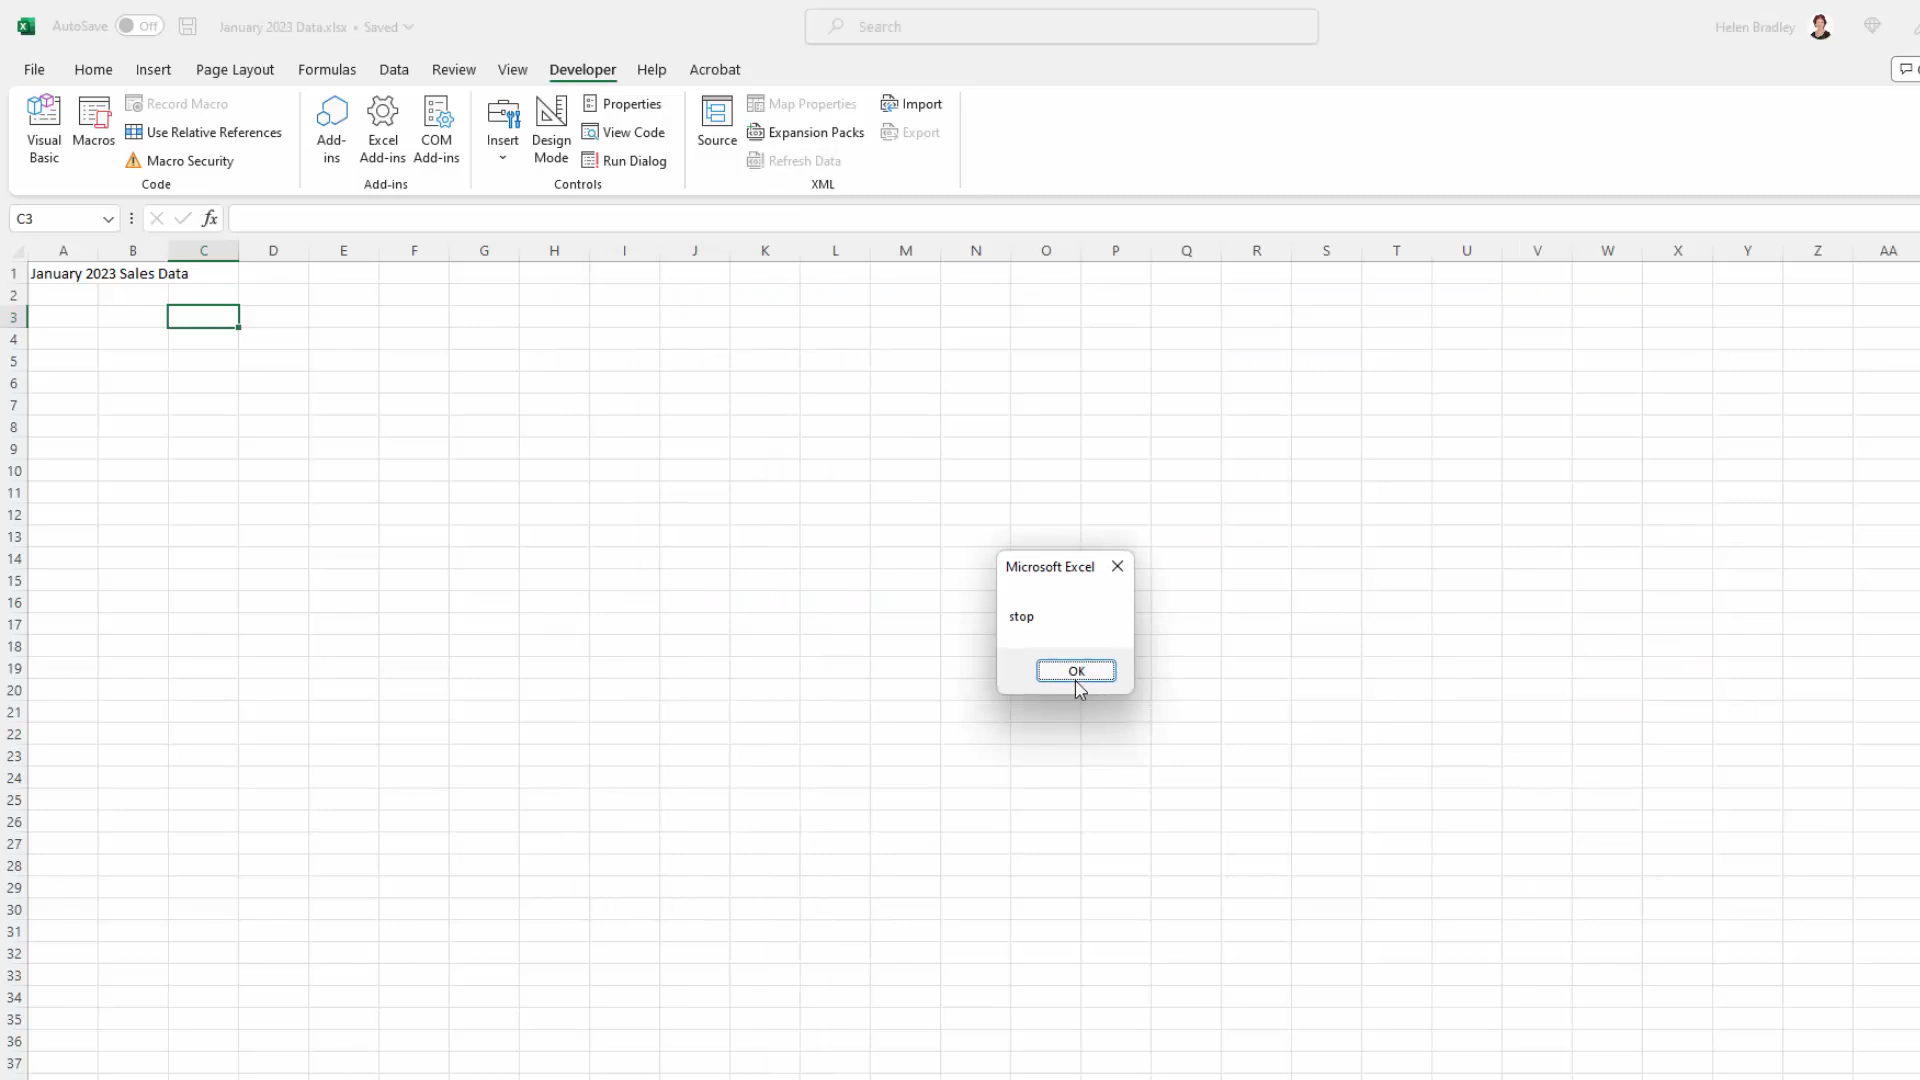 AutoSave Off January 2023 Data.xlsx • Saved Search Helen Bradley
File Home Insert Page Layout Formulas Data Review View Developer Help Acrobat
Visual Basic
Macros
Record Macro
Use Relative References
Macro Security
Code
Add-ins
Excel Add-ins
COM Add-ins
Add-ins
Insert
Design Mode
Properties
View Code
Run Dialog
Controls
Source
Map Properties
Expansion Packs
Refresh Data
Import
Export
XML
C3 fx
A B C D E F G H I J K L M N O P Q R S T U V W X Y Z AA
1 January 2023 Sales Data
2
3
4
5
6
7
8
9
10
11
12
13
14
15
16
17
18
19
20
21
22
23
24
25
26
27
28
29
30
31
32
33
34
35
36
37
Microsoft Excel
stop
OK